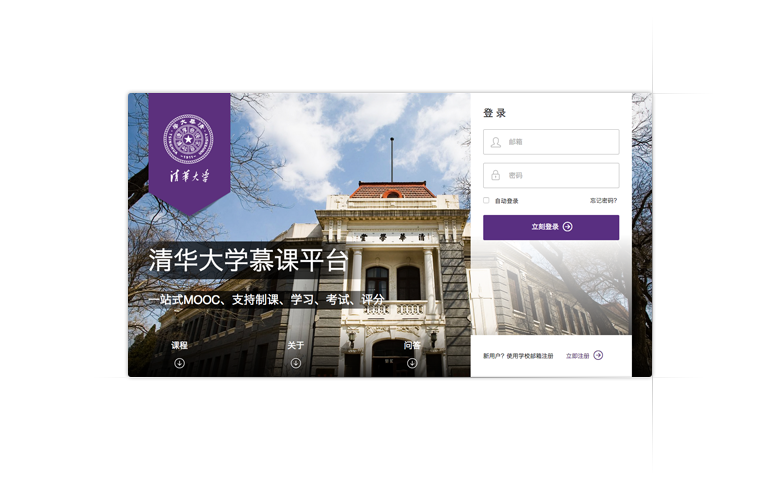 清華大學
清華學堂
清华大学慕课平台
一站式MOOC、支持制课、学习、考试、评分
课程
关于
问答
登录
邮箱
密码
自动登录
忘记密码?
立刻登录
新用户? 使用学校邮箱注册
立即注册